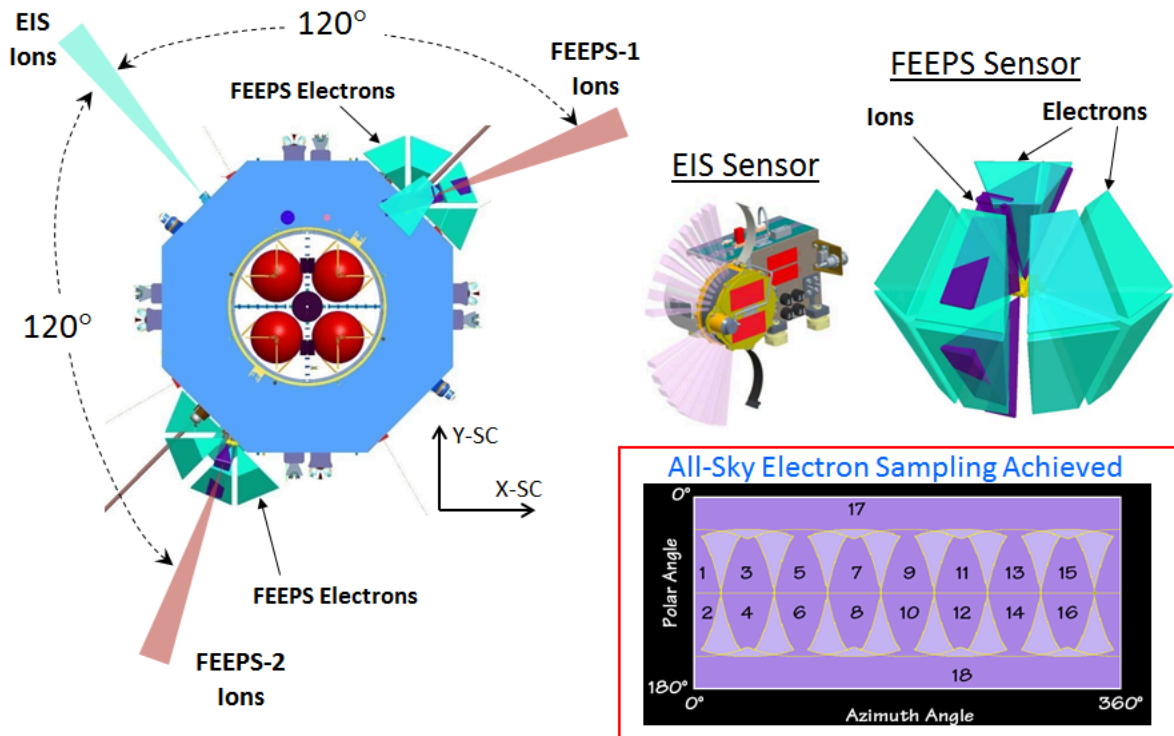 EIS
Ions
120°
FEEPS-1
Ions
FEEPS Electrons
120°
Y-SC
X-SC
FEEPS Electrons
FEEPS-2
Ions
EIS Sensor
FEEPS Sensor
Ions
Electrons
All-Sky Electron Sampling Achieved
0°
Polar Angle
180°
17
1 3 5 7 9 11 13 15
2 4 6 8 10 12 14 16
18
0°
360°
Azimuth Angle